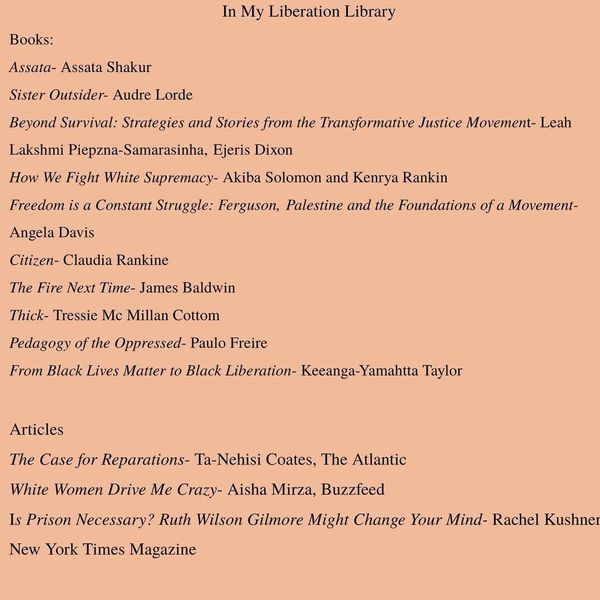 In My Liberation Library
Books:
Assata- Assata Shakur
Sister Outsider- Audre Lorde
Beyond Survival: Strategies and Stories from the Transformative Justice Movement- Leah
Lakshmi Piepzna-Samarasinha, Ejeris Dixon
How We Fight White Supremacy- Akiba Solomon and Kenrya Rankin
Freedom is a Constant Struggle: Ferguson, Palestine and the Foundations of a Movement-
Angela Davis
Citizen- Claudia Rankine
The Fire Next Time- James Baldwin
Thick- Tressie Mc Millan Cottom
Pedagogy of the Oppressed- Paulo Freire
From Black Lives Matter to Black Liberation- Keeanga-Yamahtta Taylor
Articles
The Case for Reparations- Ta-Nehisi Coates, The Atlantic
White Women Drive Me Crazy- Aisha Mirza, Buzzfeed
Is Prison Necessary? Ruth Wilson Gilmore Might Change Your Mind- Rachel Kushner
New York Times Magazine